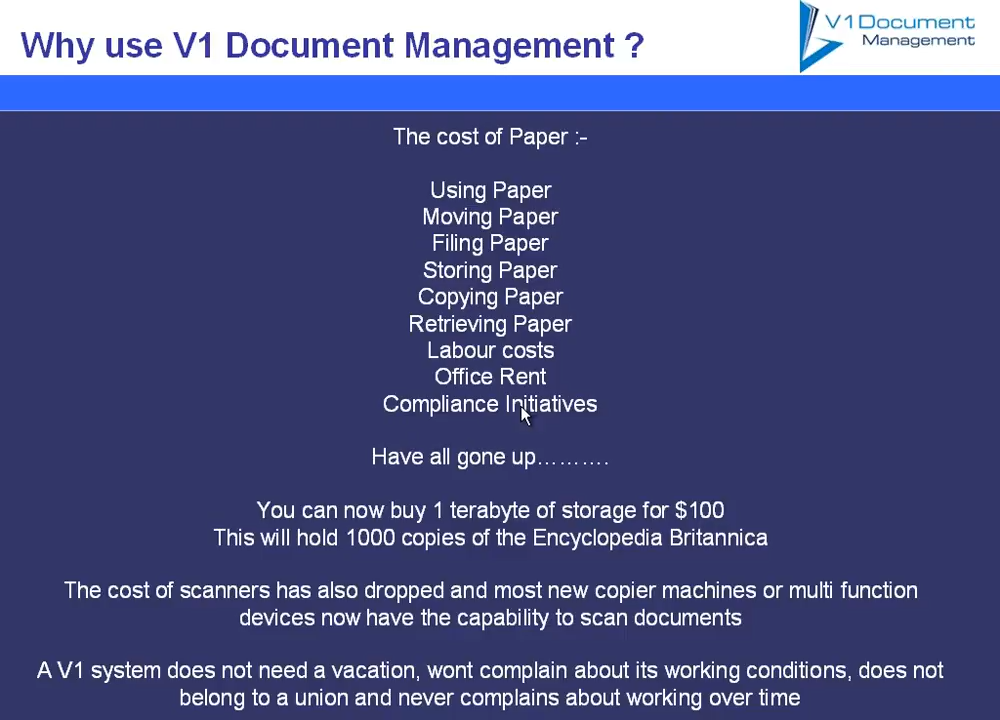 Why use V1 Document Management ?
V1 Document
Management
The cost of Paper :-
Using Paper
Moving Paper
Filing Paper
Storing Paper
Copying Paper
Retrieving Paper
Labour costs
Office Rent
Compliance Initiatives
Have all gone up……….
You can now buy 1 terabyte of storage for $100
This will hold 1000 copies of the Encyclopedia Britannica
The cost of scanners has also dropped and most new copier machines or multi function
devices now have the capability to scan documents
A V1 system does not need a vacation, wont complain about its working conditions, does not
belong to a union and never complains about working over time